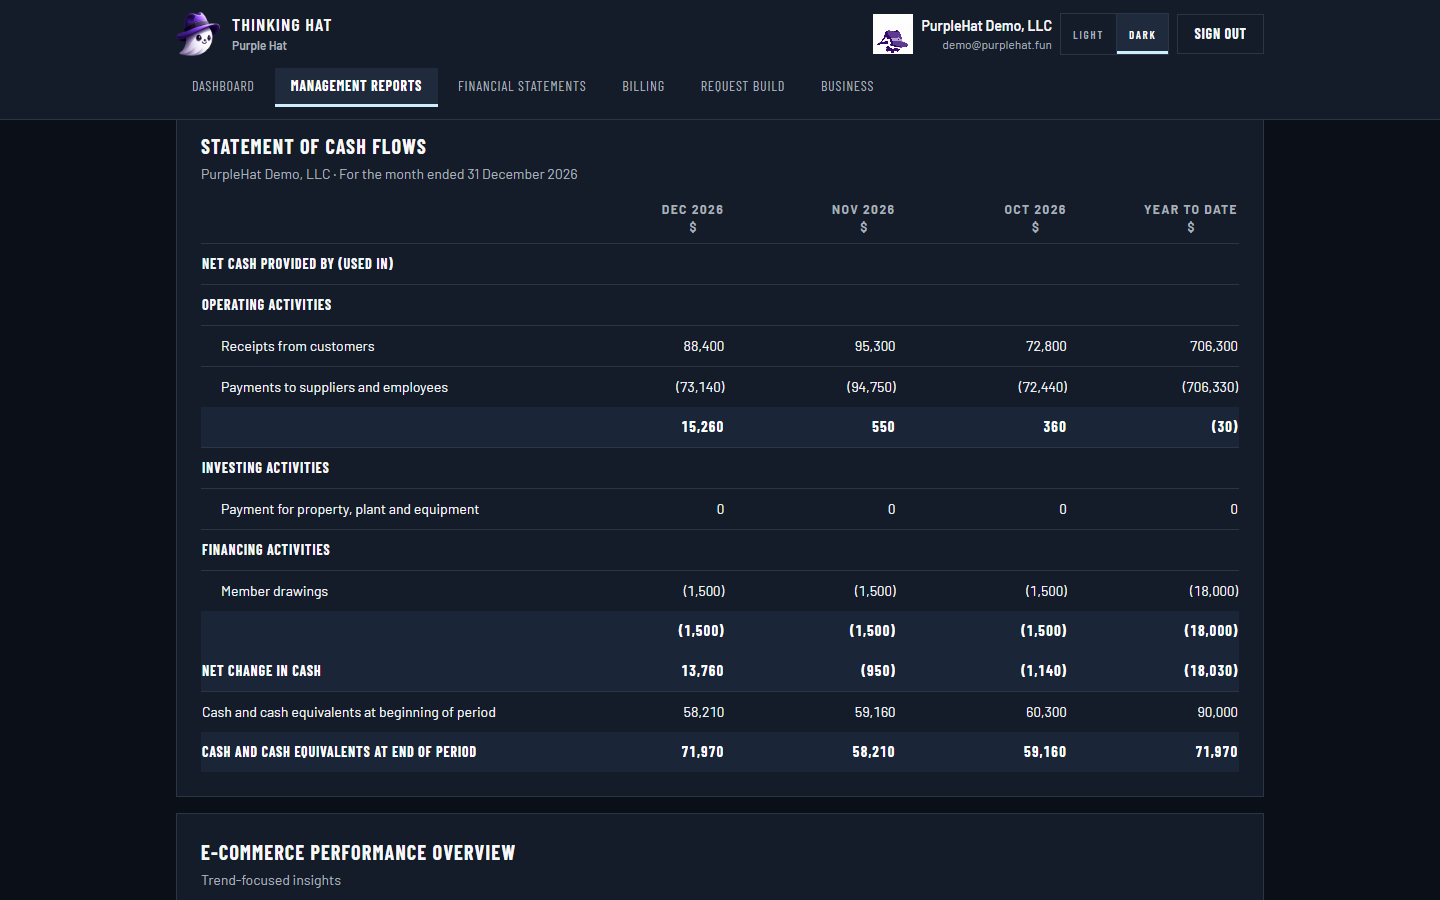 THINKING HAT
Purple Hat
PurpleHat Demo, LLC
demo@purplehat.fun
LIGHT DARK SIGN OUT
DASHBOARD MANAGEMENT REPORTS FINANCIAL STATEMENTS BILLING REQUEST BUILD BUSINESS
STATEMENT OF CASH FLOWS
PurpleHat Demo, LLC · For the month ended 31 December 2026
DEC 2026 NOV 2026 OCT 2026 YEAR TO DATE
$ $ $ $
NET CASH PROVIDED BY (USED IN)
OPERATING ACTIVITIES
Receipts from customers 88,400 95,300 72,800 706,300
Payments to suppliers and employees (73,140) (94,750) (72,440) (706,330)
15,260 550 360 (30)
INVESTING ACTIVITIES
Payment for property, plant and equipment 0 0 0 0
FINANCING ACTIVITIES
Member drawings (1,500) (1,500) (1,500) (18,000)
(1,500) (1,500) (1,500) (18,000)
NET CHANGE IN CASH 13,760 (950) (1,140) (18,030)
Cash and cash equivalents at beginning of period 58,210 59,160 60,300 90,000
CASH AND CASH EQUIVALENTS AT END OF PERIOD 71,970 58,210 59,160 71,970
E-COMMERCE PERFORMANCE OVERVIEW
Trend-focused insights